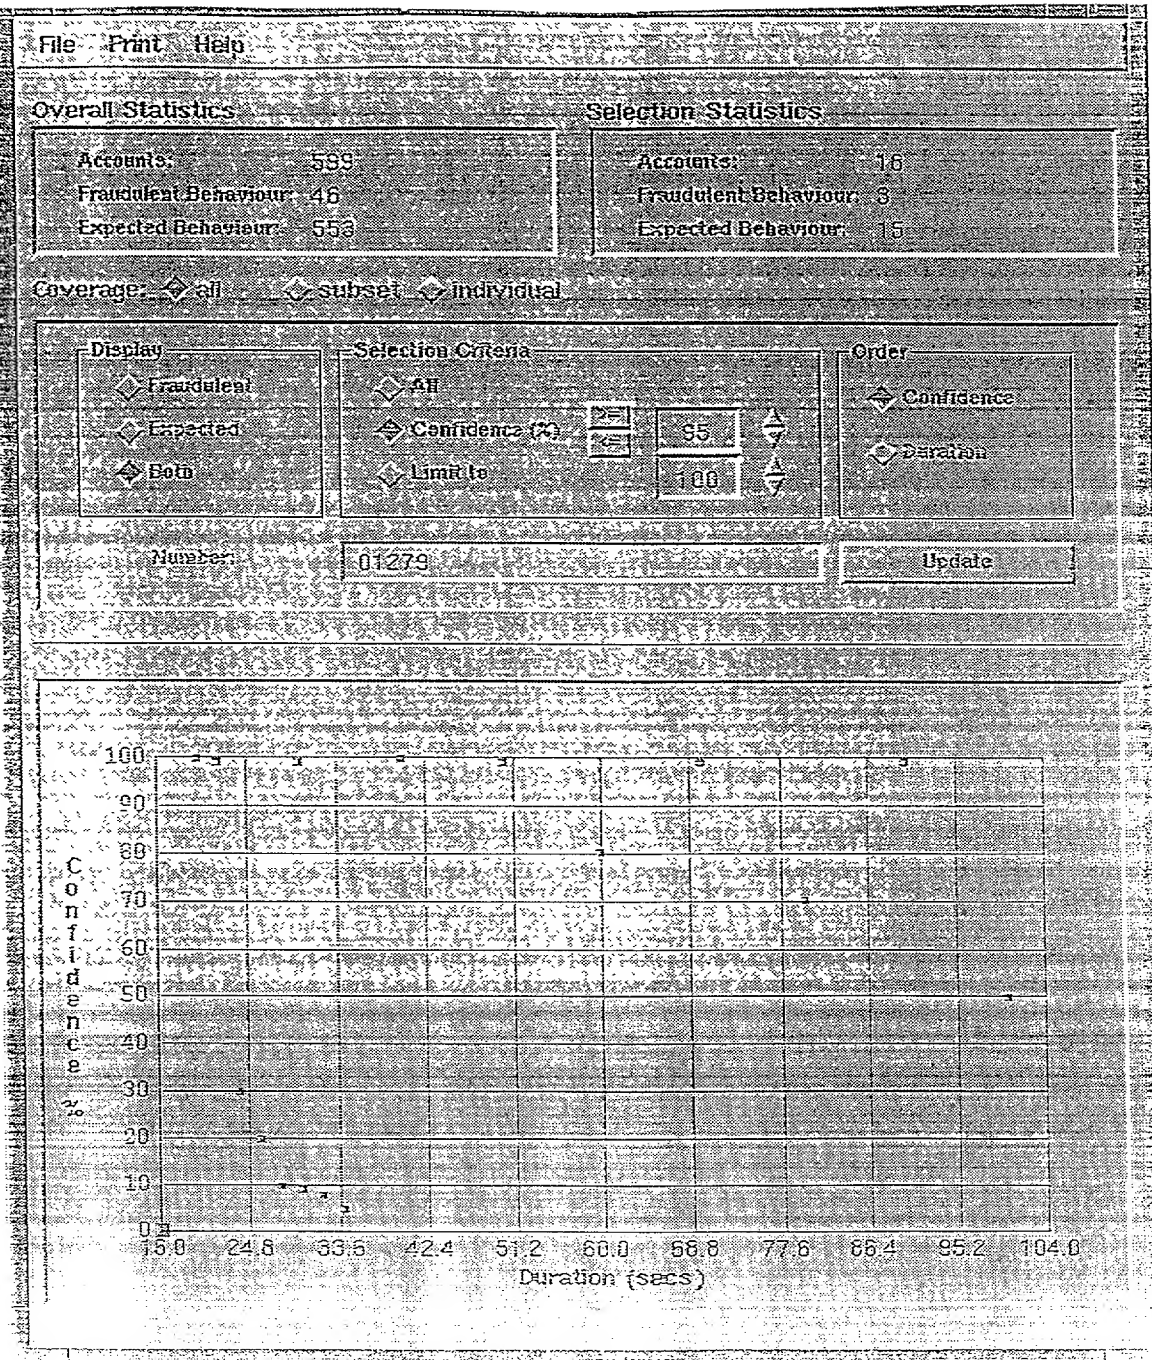 File Print Help
Overall Statistics Selection Statistics
Accounts: 599 Accounts: 16
Fraudulent Behaviour: 46 Fraudulent Behaviour: 3
Expected Behaviour: 553 Expected Behaviour: 15
Coverage: all subset individual
Display Selection Criteria Order
Fraudulent All Confidence
Expected Confidence (%) >= 95
<=
Both Limit to 100 Duration
Number: 01279 Update
100
90
80
70
60
50
40
30
20
10
0
Confidence %
16.0 24.8 33.6 42.4 51.2 60.0 68.8 77.6 86.4 95.2 104.0
Duration (secs)